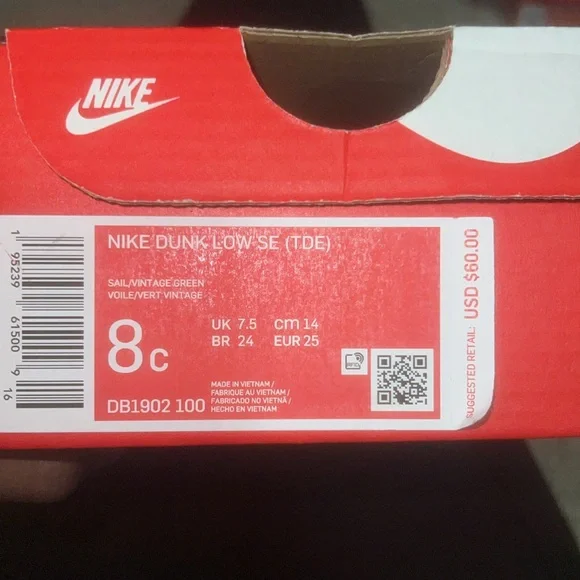 NIKE
NIKE DUNK LOW SE (TDE)
SAIL/VINTAGE GREEN
VOILE/VERT VINTAGE
8 C
UK 7.5 cm 14
BR 24 EUR 25
DB1902 100
MADE IN VIETNAM /
FABRIQUE AU VIETNAM /
FABRICADO NO VIETNÃ /
HECHO EN VIETNAM
RFID
SUGGESTED RETAIL: USD $60.00
1 95239 61500 9 16